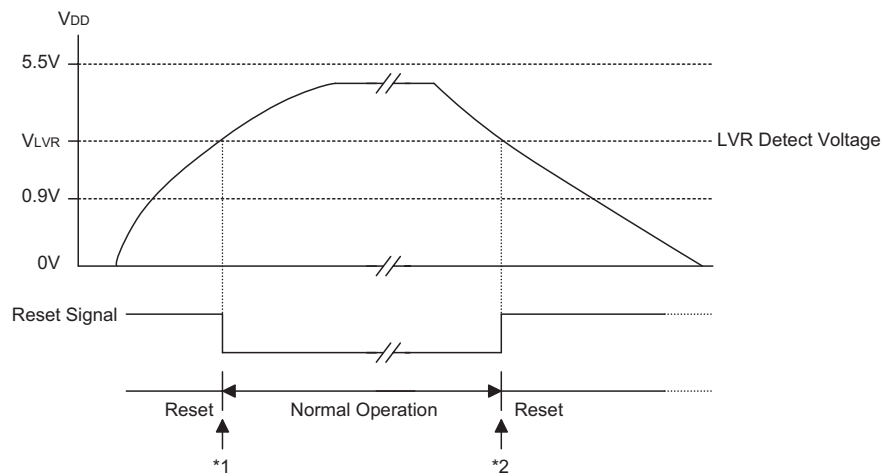 VDD
5.5V
VLVR
LVR Detect Voltage
0.9V
0V
Reset Signal
Reset
Normal Operation
Reset
*1
*2